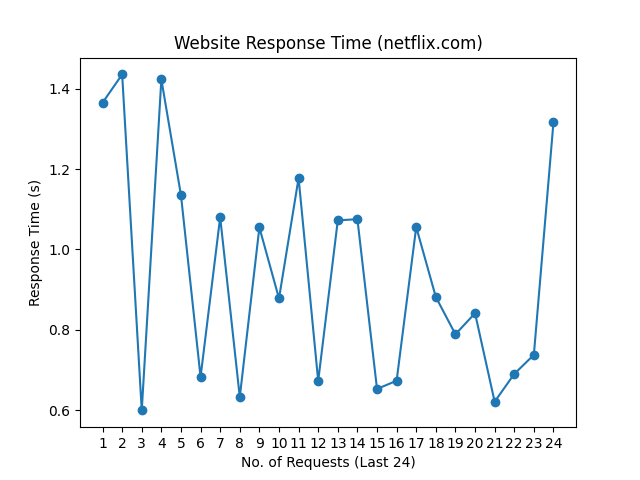 Website Response Time (netflix.com)
1.4
1.2
1.0
0.8
0.6
Response Time (s)
1 2 3 4 5 6 7 8 9 10 11 12 13 14 15 16 17 18 19 20 21 22 23 24
No. of Requests (Last 24)